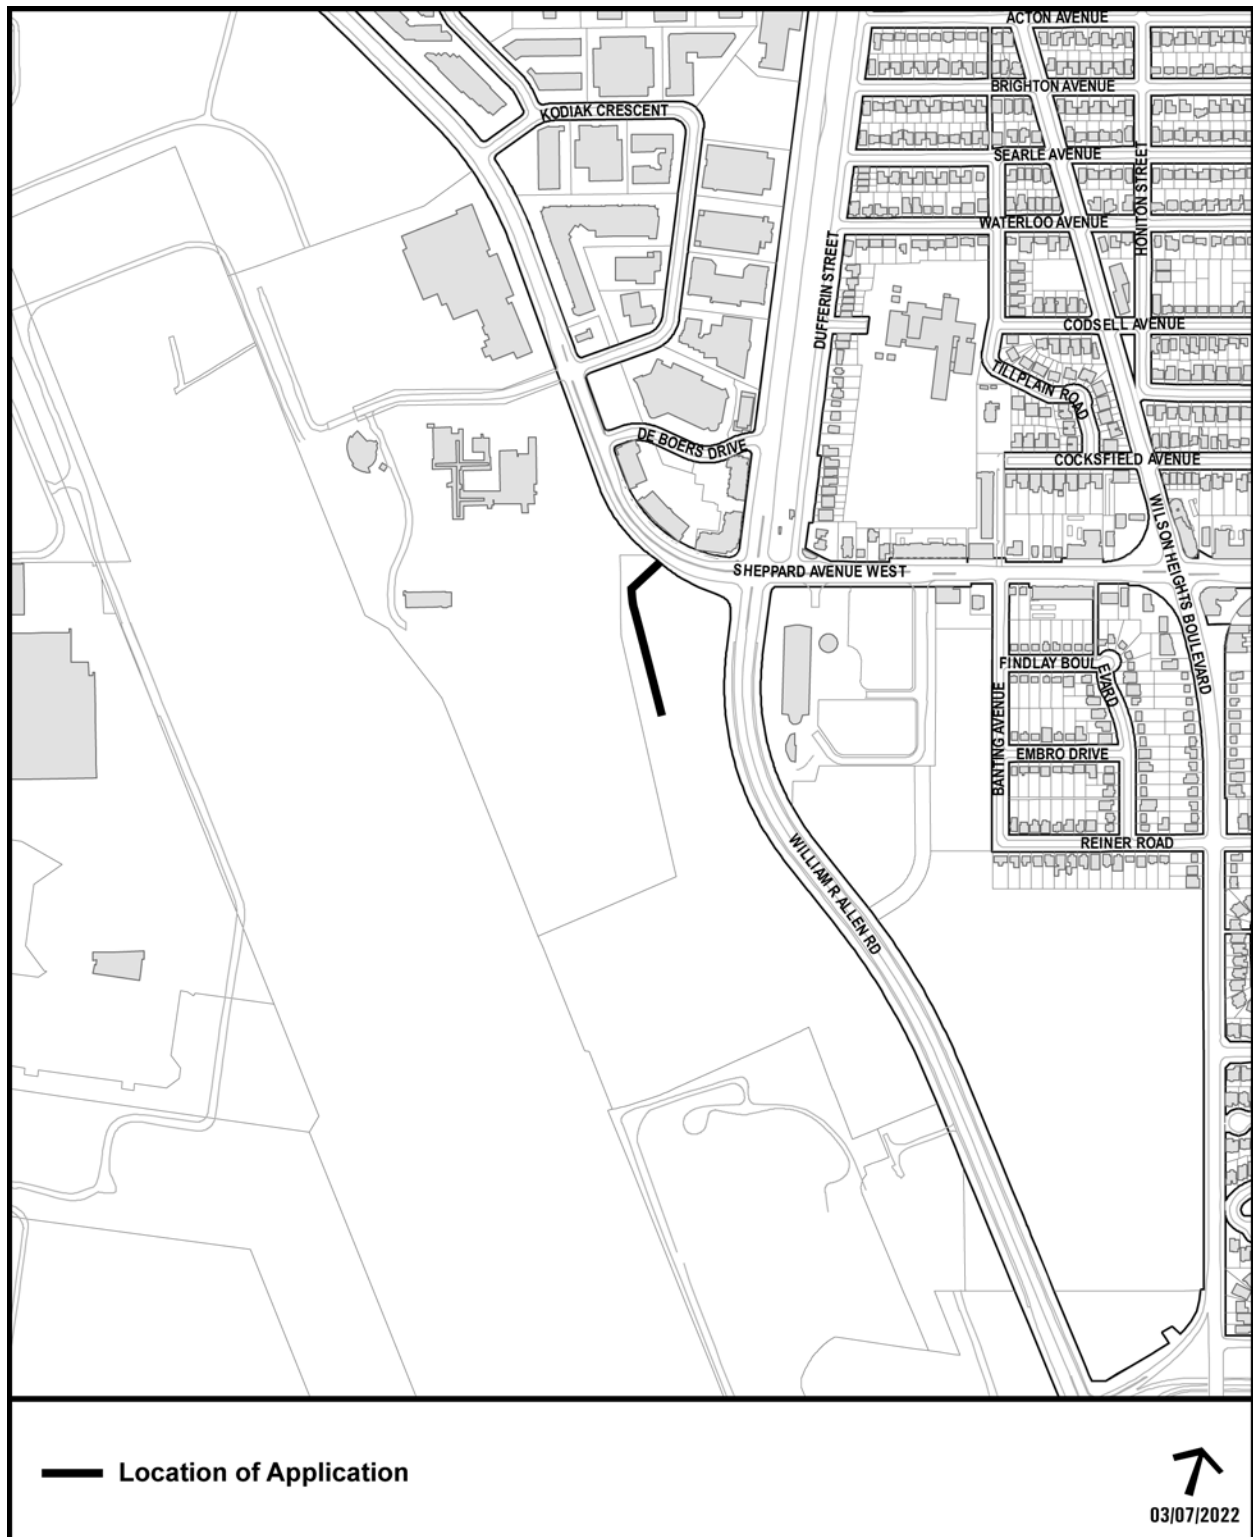 ACTON AVENUE
BRIGHTON AVENUE
KODIAK CRESCENT
SEARLE AVENUE
HONITON STREET
WATERLOO AVENUE
DUFFERIN STREET
CODSELL AVENUE
TILLPLAIN ROAD
DE BOERS DRIVE
COCKSFIELD AVENUE
WILSON HEIGHTS BOULEVARD
SHEPPARD AVENUE WEST
FINDLAY BOULEVARD
BANTING AVENUE
EMBRO DRIVE
REINER ROAD
WILLIAM R ALLEN RD
Location of Application
03/07/2022